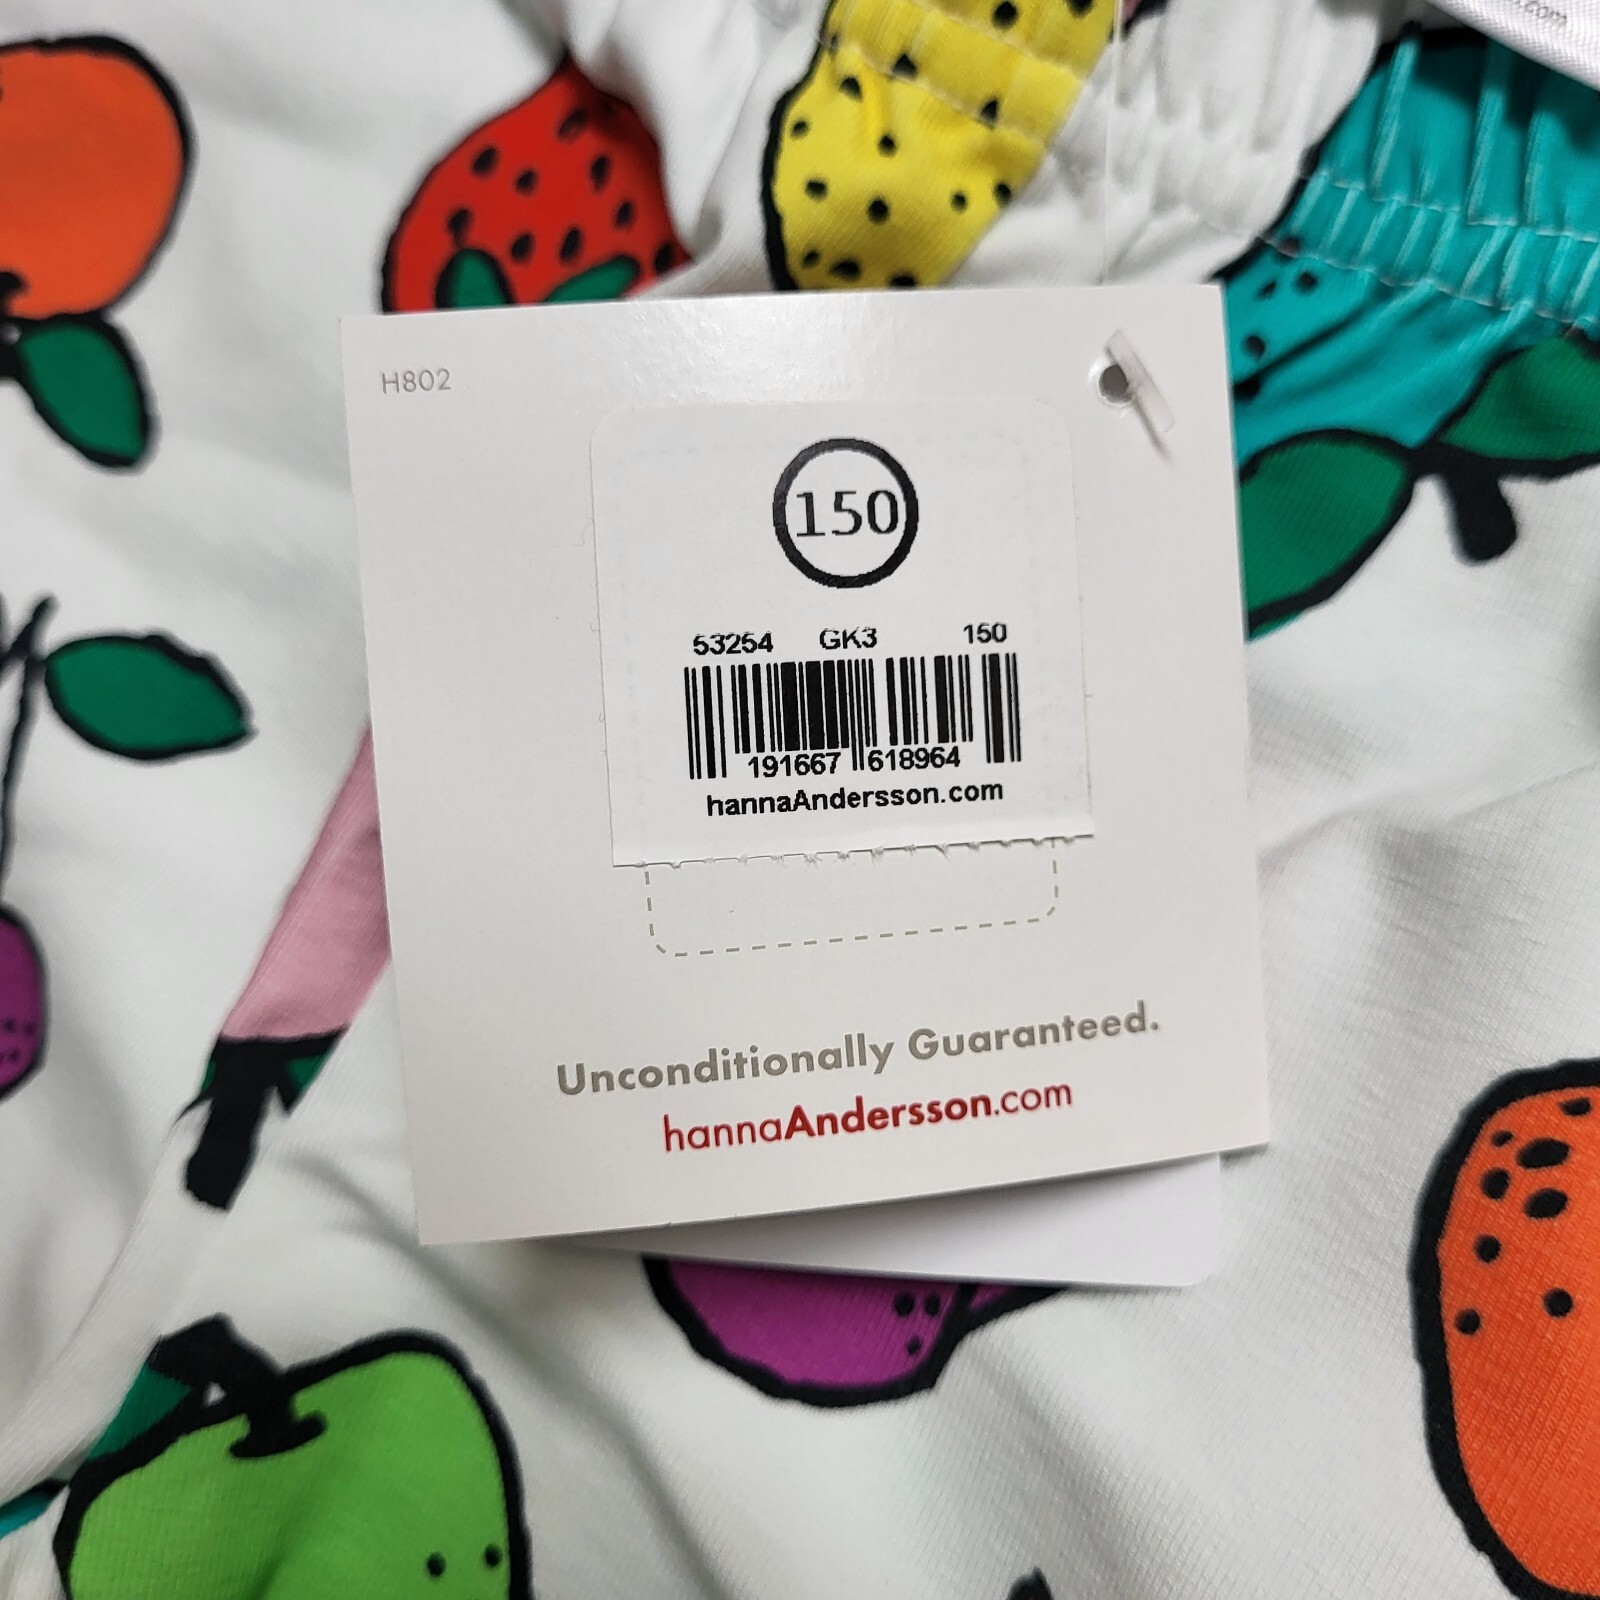 H802
150
53254 GK3 150
191667 618964
hannaAndersson.com
Unconditionally Guaranteed.
hannaAndersson.com